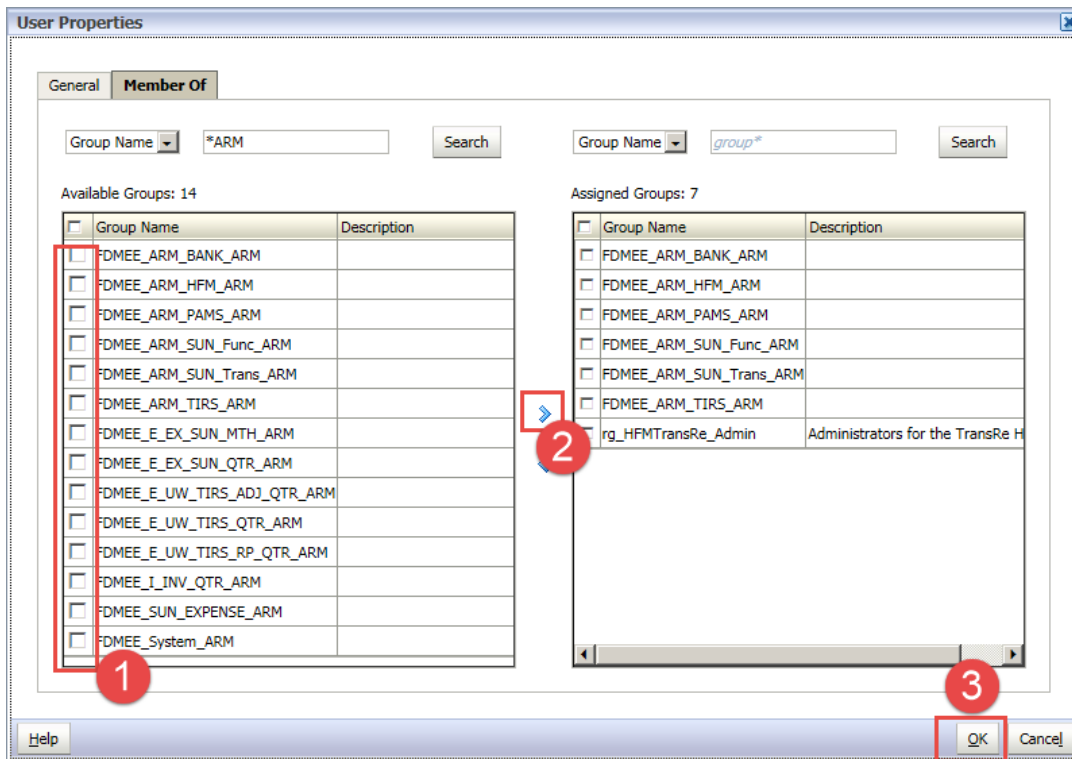 User Properties
General Member Of
Group Name *ARM Search Group Name group* Search
Available Groups: 14 Assigned Groups: 7
Group Name Description Group Name Description
FDMEE_ARM_BANK_ARM FDMEE_ARM_BANK_ARM
FDMEE_ARM_HFM_ARM FDMEE_ARM_HFM_ARM
FDMEE_ARM_PAMS_ARM FDMEE_ARM_PAMS_ARM
FDMEE_ARM_SUN_Func_ARM FDMEE_ARM_SUN_Func_ARM
FDMEE_ARM_SUN_Trans_ARM FDMEE_ARM_SUN_Trans_ARM
FDMEE_ARM_TIRS_ARM FDMEE_ARM_TIRS_ARM
FDMEE_E_EX_SUN_MTH_ARM 2 rg_HFMTransRe_Admin Administrators for the TransRe H
FDMEE_E_EX_SUN_QTR_ARM
FDMEE_E_UW_TIRS_ADJ_QTR_ARM
FDMEE_E_UW_TIRS_QTR_ARM
FDMEE_E_UW_TIRS_RP_QTR_ARM
FDMEE_I_INV_QTR_ARM
FDMEE_SUN_EXPENSE_ARM
FDMEE_System_ARM
1 3
Help OK Cancel